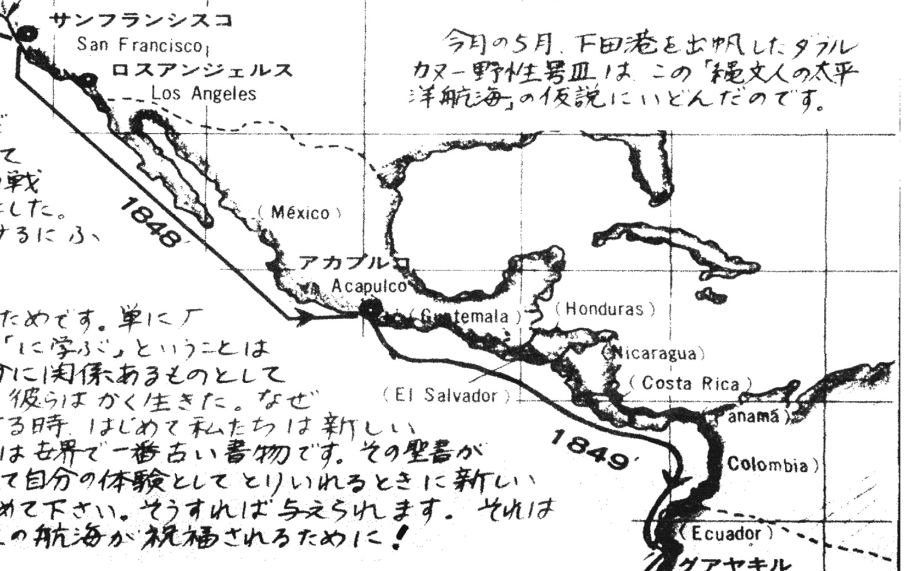 サンフランシスコ
San Francisco
ロスアンジェルス
Los Angeles
今月の5月、下田港を出帆したダブル
カヌー野性号Ⅲは、この「縄文人の太平
洋航海」の仮説にいどんだのです。
て
戦
した。
するにふ
1848
(México)
アカプルコ
Acapulco
(Guatemala)
(Honduras)
(Nicaragua)
(El Salvador)
(Costa Rica)
Panamá)
ためです。単に
「に学ぶ」ということは
に関係あるものとして
彼らはかく生きた。なぜ
る時、はじめて私たちは新しい
は世界で一番古い書物です。その聖書が
て自分の体験としてとりいれるときに新しい
めて下さい。そうすれば与えられます。それは
の航海が祝福されるために!
1849
Colombia)
(Ecuador)
グアヤキル